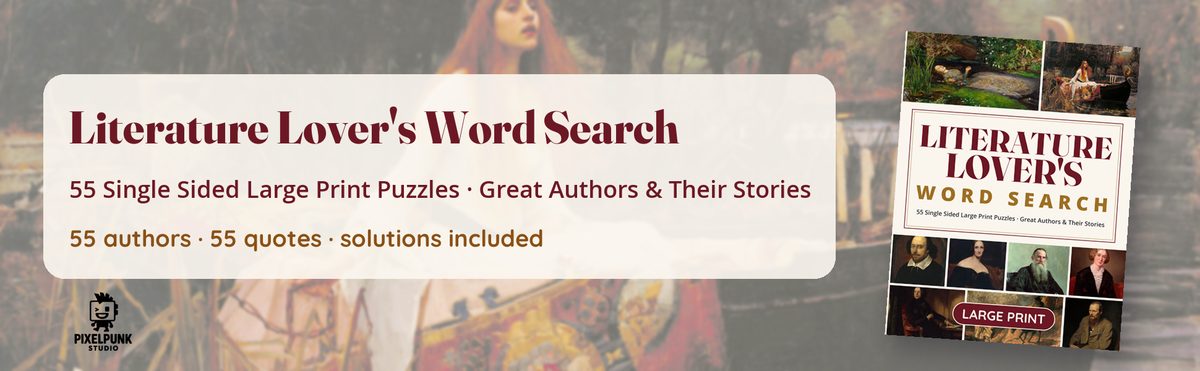 Literature Lover's Word Search
55 Single Sided Large Print Puzzles · Great Authors & Their Stories
55 authors · 55 quotes · solutions included
PIXELPUNK
STUDIO
LITERATURE
LOVER'S
WORD SEARCH
55 Single Sided Large Print Puzzles · Great Authors & Their Stories
LARGE PRINT